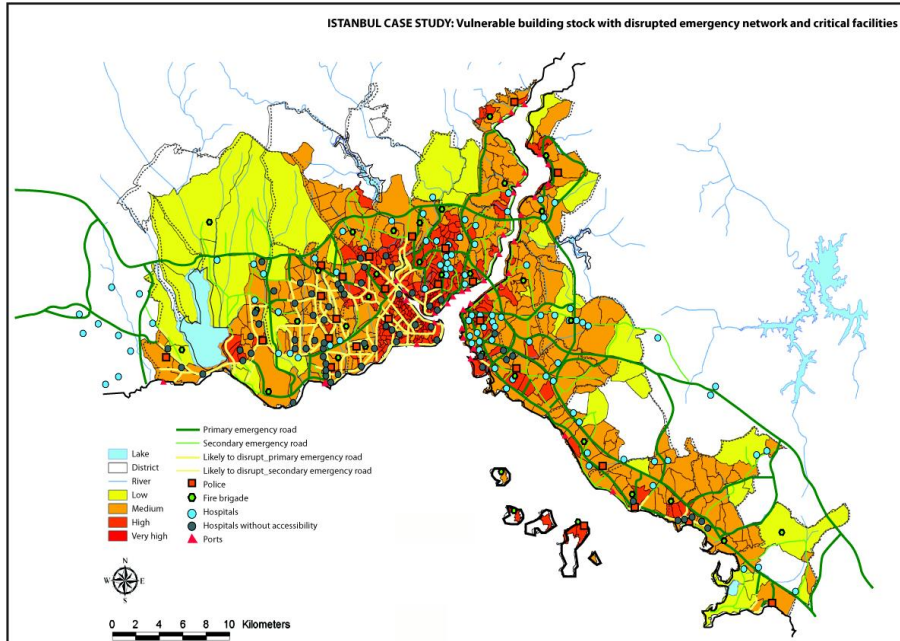 ISTANBUL CASE STUDY: Vulnerable building stock with disrupted emergency network and critical facilities
Lake
District
River
Low
Medium
High
Very high
Primary emergency road
Secondary emergency road
Likely to disrupt_primary emergency road
Likely to disrupt_secondary emergency road
Police
Fire brigade
Hospitals
Hospitals without accessibility
Ports
N
W E
S
0 2 4 6 8 10 Kilometers